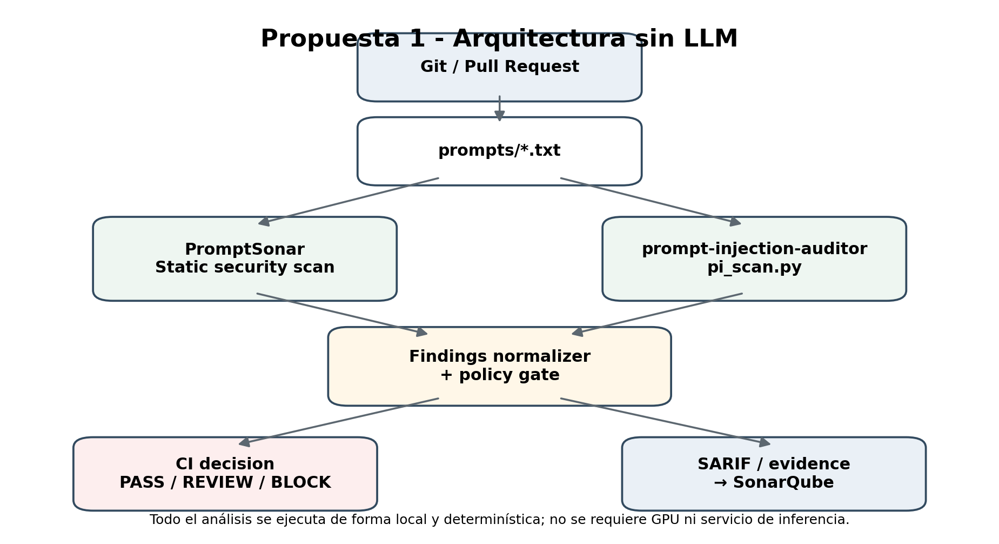 Propuesta 1 - Arquitectura sin LLM
Git / Pull Request
prompts/*.txt
PromptSonar
Static security scan
prompt-injection-auditor
pi_scan.py
Findings normalizer
+ policy gate
CI decision
PASS / REVIEW / BLOCK
SARIF / evidence
→ SonarQube
Todo el análisis se ejecuta de forma local y determinística; no se requiere GPU ni servicio de inferencia.